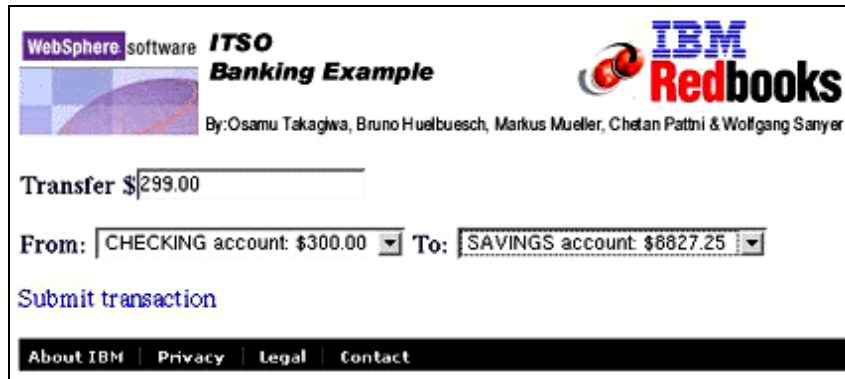 WebSphere software ITSO
Banking Example
IBM
Redbooks
By:Osamu Takagiwa, Bruno Huelbuesch, Markus Mueller, Chetan Pattni & Wolfgang Sanyer
Transfer $ 299.00
From: CHECKING account: $300.00 To: SAVINGS account: $8827.25
Submit transaction
About IBM Privacy Legal Contact